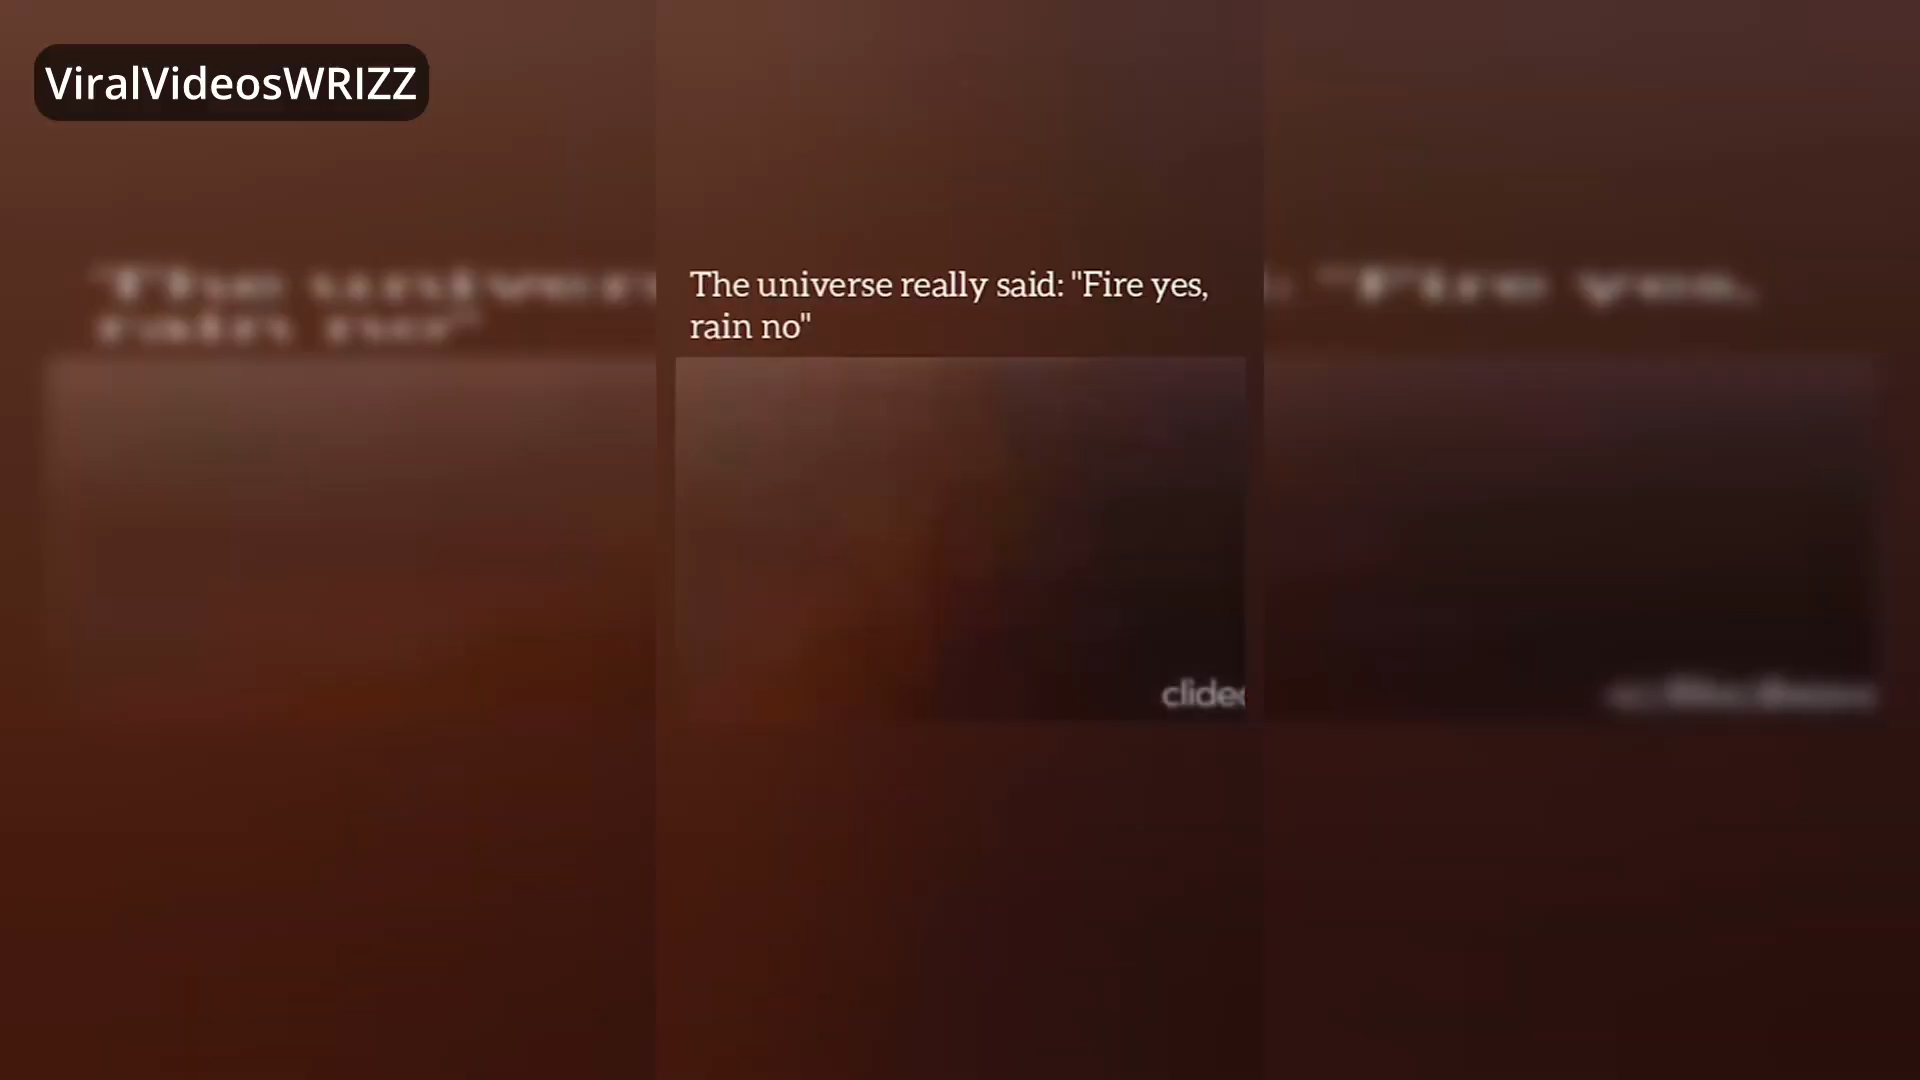 ViralVideosWRIZZ
The universe really said: "Fire yes,
rain no"
clide